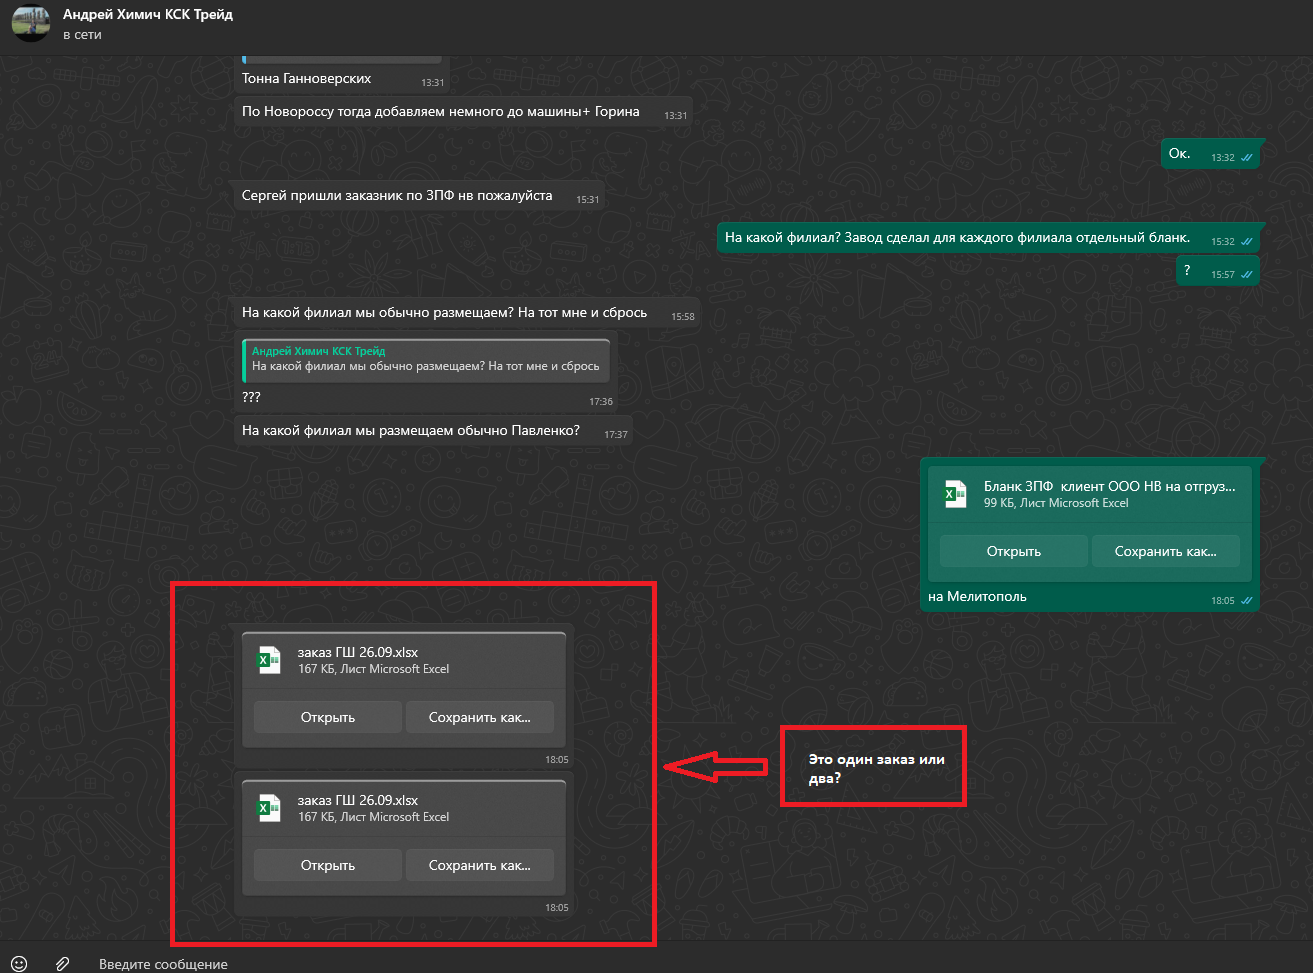 Андрей Химич КСК Трейд
в сети
Тонна Ганноверских
13:31
По Новороссу тогда добавляем немного до машины+ Горина
13:31
Ок.
13:32
Сергей пришли заказник по ЗПФ нв пожалуйста
15:31
На какой филиал? Завод сделал для каждого филиала отдельный бланк.
15:32
?
15:57
На какой филиал мы обычно размещаем? На тот мне и сбрось
15:58
Андрей Химич КСК Трейд
На какой филиал мы обычно размещаем? На тот мне и сбрось
???
17:36
На какой филиал мы размещаем обычно Павленко?
17:37
Бланк ЗПФ  клиент ООО НВ на отгруз...
99 КБ, Лист Microsoft Excel
Открыть
Сохранить как...
на Мелитополь
18:05
заказ ГШ 26.09.xlsx
167 КБ, Лист Microsoft Excel
Открыть
Сохранить как...
18:05
Это один заказ или
два?
заказ ГШ 26.09.xlsx
167 КБ, Лист Microsoft Excel
Открыть
Сохранить как...
18:05
Введите сообщение